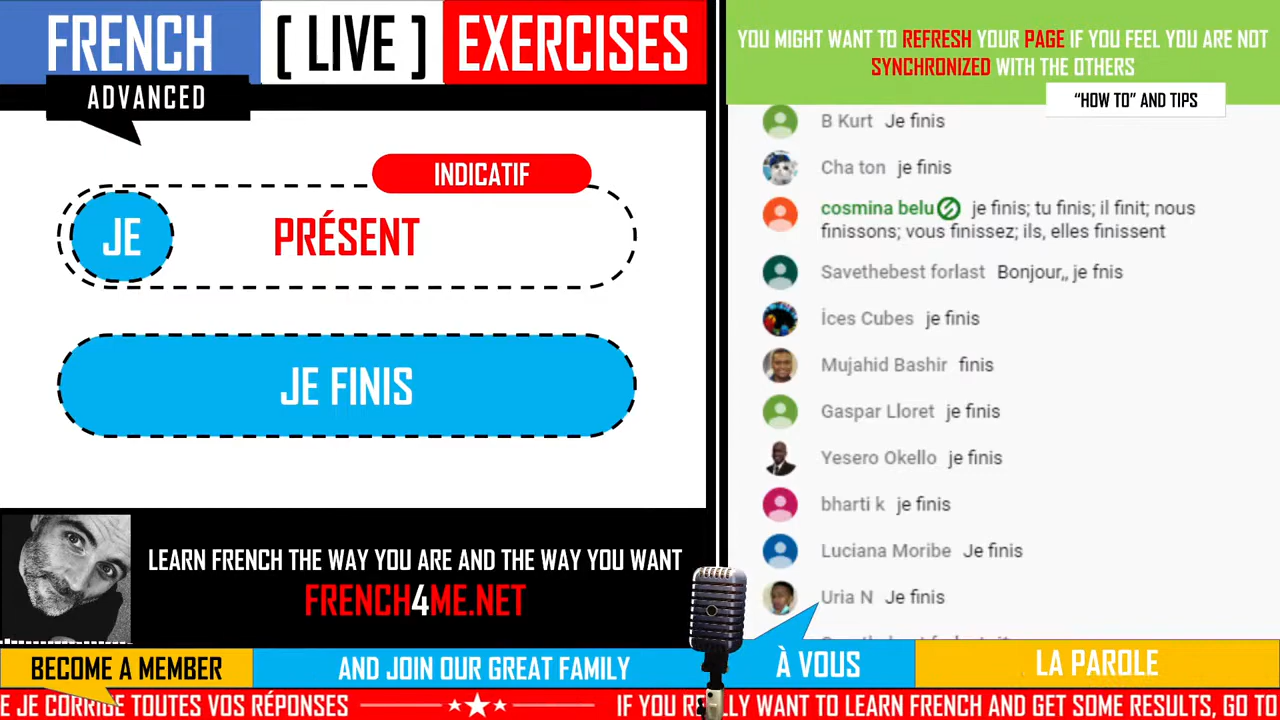 FRENCH
[ LIVE ]
EXERCISES
ADVANCED
INDICATIF
JE
PRÉSENT
JE FINIS
LEARN FRENCH THE WAY YOU ARE AND THE WAY YOU WANT
FRENCH4ME.NET
BECOME A MEMBER
AND JOIN OUR GREAT FAMILY
YOU MIGHT WANT TO REFRESH YOUR PAGE IF YOU FEEL YOU ARE NOT
SYNCHRONIZED WITH THE OTHERS
“HOW TO” AND TIPS
B Kurt Je finis
Cha ton je finis
cosmina belu je finis; tu finis; il finit; nous
finissons; vous finissez; ils, elles finissent
Savethebest forlast Bonjour,, je fnis
İces Cubes je finis
Mujahid Bashir finis
Gaspar Lloret je finis
Yesero Okello je finis
bharti k je finis
Luciana Moribe Je finis
Uria N Je finis
À VOUS
LA PAROLE
E JE CORRIGE TOUTES VOS RÉPONSES
IF YOU REALLY WANT TO LEARN FRENCH AND GET SOME RESULTS, GO TO